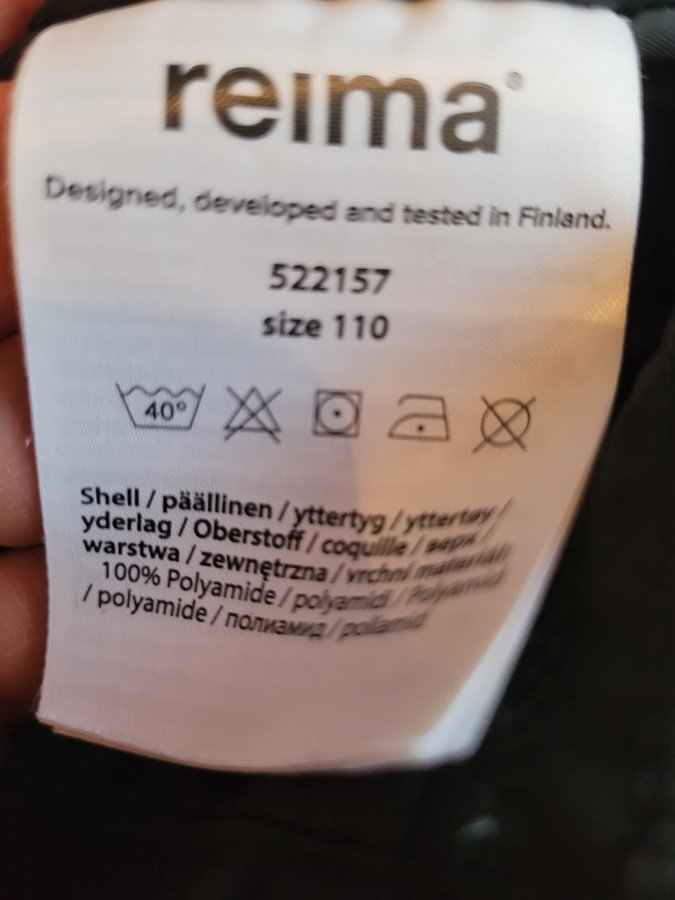 reima®
Designed, developed and tested in Finland.
522157
size 110
40°
Shell / päällinen / yttertyg / yttertøy /
yderlag / Oberstoff / coquille / верх /
warstwa / zewnętrzna / vrchní materiál:
100% Polyamide / polyamidi / Polyamid
/ polyamide / полиамид / poliamid